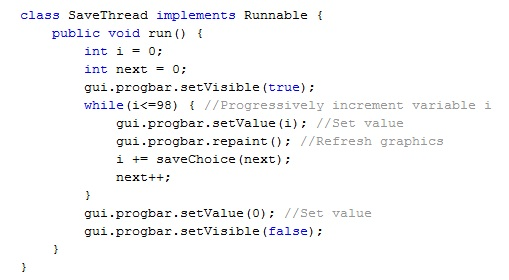 class SaveThread implements Runnable {
public void run() {
int i = 0;
int next = 0;
gui.progbar.setVisible(true);
while(i<=98) { //Progressively increment variable i
gui.progbar.setValue(i); //Set value
gui.progbar.repaint(); //Refresh graphics
i += saveChoice(next);
next++;
}
gui.progbar.setValue(0); //Set value
gui.progbar.setVisible(false);
}
}